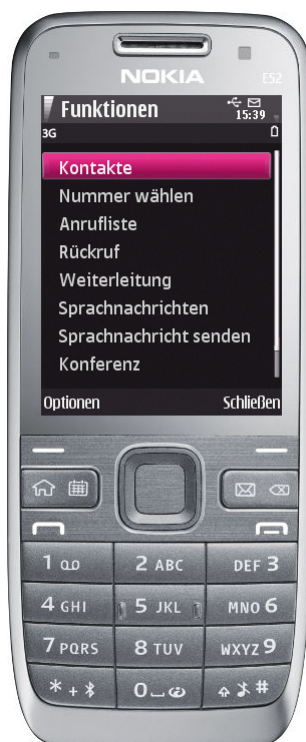 NOKIA
E52
Funktionen
15:39
3G
Kontakte
Nummer wählen
Anrufliste
Rückruf
Weiterleitung
Sprachnachrichten
Sprachnachricht senden
Konferenz
Optionen Schließen
1 2 ABC DEF 3
4 GHI 5 JKL MNO 6
7 PQRS 8 TUV WXYZ 9
* + 0 #